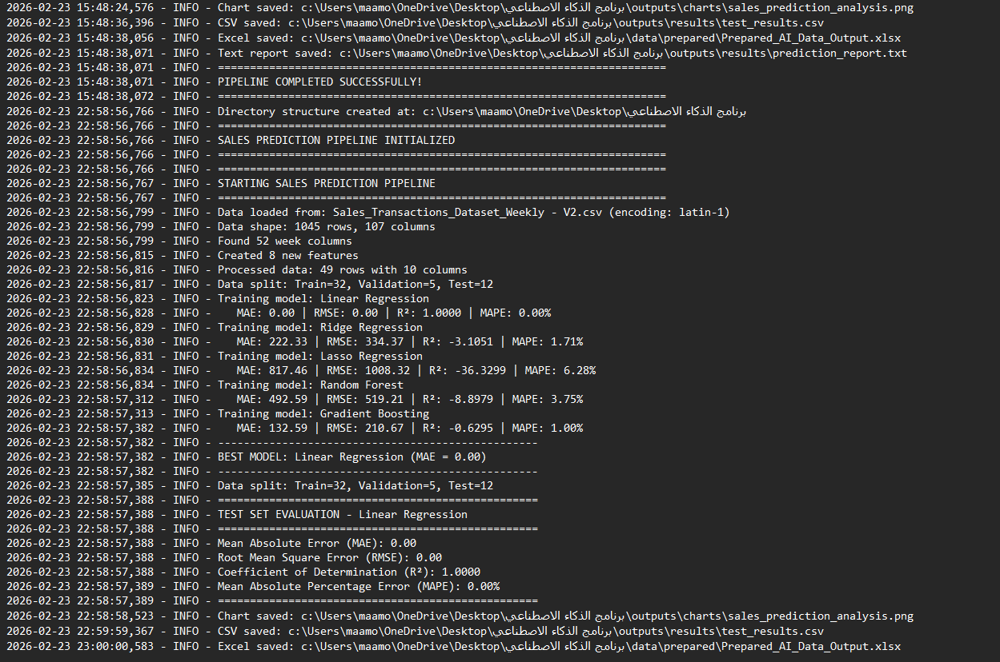 2026-02-23 15:48:24,576 - INFO - Chart saved: c:\Users\maamo\OneDrive\Desktop\برنامج الذكاء الاصطناعي\outputs\charts\sales_prediction_analysis.png
2026-02-23 15:48:36,396 - INFO - CSV saved: c:\Users\maamo\OneDrive\Desktop\برنامج الذكاء الاصطناعي\outputs\results\test_results.csv
2026-02-23 15:48:38,056 - INFO - Excel saved: c:\Users\maamo\OneDrive\Desktop\برنامج الذكاء الاصطناعي\data\prepared\Prepared_AI_Data_Output.xlsx
2026-02-23 15:48:38,071 - INFO - Text report saved: c:\Users\maamo\OneDrive\Desktop\برنامج الذكاء الاصطناعي\outputs\results\prediction_report.txt
2026-02-23 15:48:38,071 - INFO - ======================================================================
2026-02-23 15:48:38,071 - INFO - PIPELINE COMPLETED SUCCESSFULLY!
2026-02-23 15:48:38,072 - INFO - ======================================================================
2026-02-23 22:58:56,766 - INFO - Directory structure created at: c:\Users\maamo\OneDrive\Desktop\برنامج الذكاء الاصطناعي
2026-02-23 22:58:56,766 - INFO - ======================================================================
2026-02-23 22:58:56,766 - INFO - SALES PREDICTION PIPELINE INITIALIZED
2026-02-23 22:58:56,766 - INFO - ======================================================================
2026-02-23 22:58:56,766 - INFO - ======================================================================
2026-02-23 22:58:56,767 - INFO - STARTING SALES PREDICTION PIPELINE
2026-02-23 22:58:56,767 - INFO - ======================================================================
2026-02-23 22:58:56,799 - INFO - Data loaded from: Sales_Transactions_Dataset_Weekly - V2.csv (encoding: latin-1)
2026-02-23 22:58:56,799 - INFO - Data shape: 1045 rows, 107 columns
2026-02-23 22:58:56,799 - INFO - Found 52 week columns
2026-02-23 22:58:56,815 - INFO - Created 8 new features
2026-02-23 22:58:56,816 - INFO - Processed data: 49 rows with 10 columns
2026-02-23 22:58:56,817 - INFO - Data split: Train=32, Validation=5, Test=12
2026-02-23 22:58:56,823 - INFO - Training model: Linear Regression
2026-02-23 22:58:56,828 - INFO -    MAE: 0.00 | RMSE: 0.00 | R²: 1.0000 | MAPE: 0.00%
2026-02-23 22:58:56,829 - INFO - Training model: Ridge Regression
2026-02-23 22:58:56,830 - INFO -    MAE: 222.33 | RMSE: 334.37 | R²: -3.1051 | MAPE: 1.71%
2026-02-23 22:58:56,831 - INFO - Training model: Lasso Regression
2026-02-23 22:58:56,834 - INFO -    MAE: 817.46 | RMSE: 1008.32 | R²: -36.3299 | MAPE: 6.28%
2026-02-23 22:58:56,834 - INFO - Training model: Random Forest
2026-02-23 22:58:57,312 - INFO -    MAE: 492.59 | RMSE: 519.21 | R²: -8.8979 | MAPE: 3.75%
2026-02-23 22:58:57,313 - INFO - Training model: Gradient Boosting
2026-02-23 22:58:57,382 - INFO -    MAE: 132.59 | RMSE: 210.67 | R²: -0.6295 | MAPE: 1.00%
2026-02-23 22:58:57,382 - INFO - --------------------------------------------------
2026-02-23 22:58:57,382 - INFO - BEST MODEL: Linear Regression (MAE = 0.00)
2026-02-23 22:58:57,382 - INFO - --------------------------------------------------
2026-02-23 22:58:57,385 - INFO - Data split: Train=32, Validation=5, Test=12
2026-02-23 22:58:57,388 - INFO - ==================================================
2026-02-23 22:58:57,388 - INFO - TEST SET EVALUATION - Linear Regression
2026-02-23 22:58:57,388 - INFO - ==================================================
2026-02-23 22:58:57,388 - INFO - Mean Absolute Error (MAE): 0.00
2026-02-23 22:58:57,388 - INFO - Root Mean Square Error (RMSE): 0.00
2026-02-23 22:58:57,388 - INFO - Coefficient of Determination (R²): 1.0000
2026-02-23 22:58:57,389 - INFO - Mean Absolute Percentage Error (MAPE): 0.00%
2026-02-23 22:58:57,389 - INFO - ==================================================
2026-02-23 22:58:58,523 - INFO - Chart saved: c:\Users\maamo\OneDrive\Desktop\برنامج الذكاء الاصطناعي\outputs\charts\sales_prediction_analysis.png
2026-02-23 22:59:59,367 - INFO - CSV saved: c:\Users\maamo\OneDrive\Desktop\برنامج الذكاء الاصطناعي\outputs\results\test_results.csv
2026-02-23 23:00:00,583 - INFO - Excel saved: c:\Users\maamo\OneDrive\Desktop\برنامج الذكاء الاصطناعي\data\prepared\Prepared_AI_Data_Output.xlsx